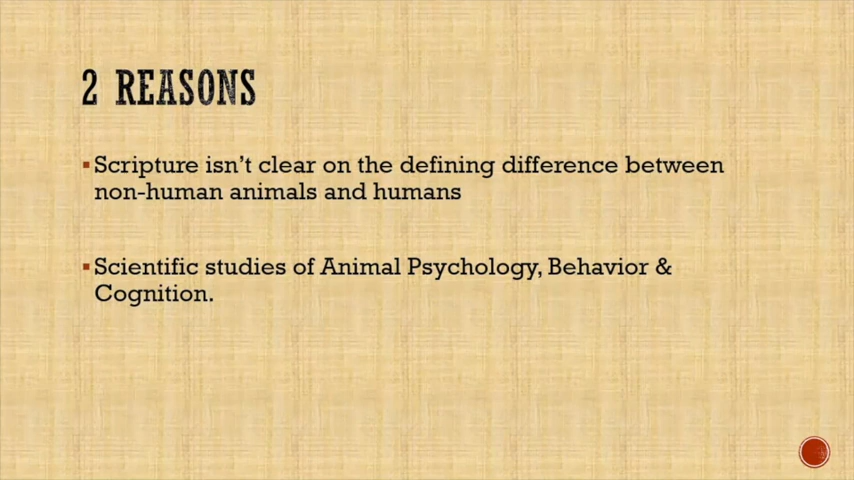 2 REASONS
▪Scripture isn't clear on the defining difference between
non-human animals and humans
▪Scientific studies of Animal Psychology, Behavior &
Cognition.